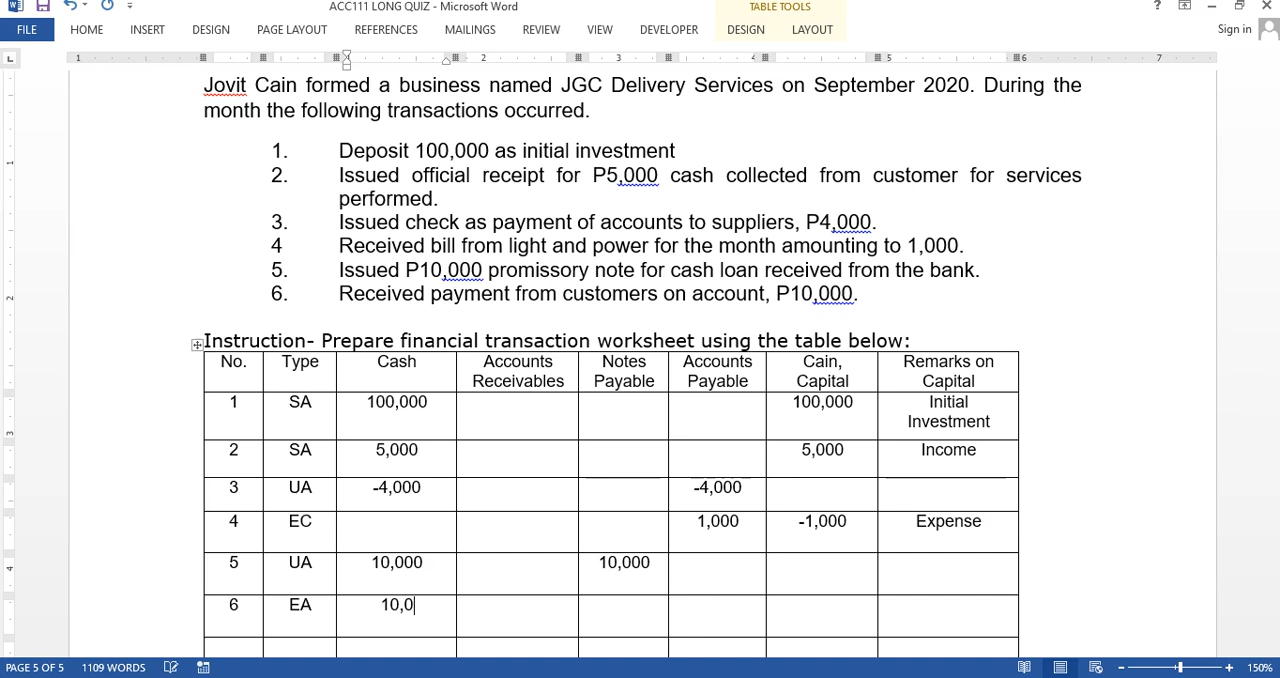 ACC111 LONG QUIZ - Microsoft Word
TABLE TOOLS
?
FILE HOME INSERT DESIGN PAGE LAYOUT REFERENCES MAILINGS REVIEW VIEW DEVELOPER DESIGN LAYOUT Sign in
1 2 3 4 5 6 7
Jovit Cain formed a business named JGC Delivery Services on September 2020. During the
month the following transactions occurred.
1. Deposit 100,000 as initial investment
2. Issued official receipt for P5,000 cash collected from customer for services
performed.
3. Issued check as payment of accounts to suppliers, P4,000.
4 Received bill from light and power for the month amounting to 1,000.
5. Issued P10,000 promissory note for cash loan received from the bank.
6. Received payment from customers on account, P10,000.
Instruction- Prepare financial transaction worksheet using the table below:
No. Type Cash Accounts Notes Accounts Cain, Remarks on
Receivables Payable Payable Capital Capital
1 SA 100,000 100,000 Initial
Investment
2 SA 5,000 5,000 Income
3 UA -4,000 -4,000
4 EC 1,000 -1,000 Expense
5 UA 10,000 10,000
6 EA 10,0
PAGE 5 OF 5 1109 WORDS 150%